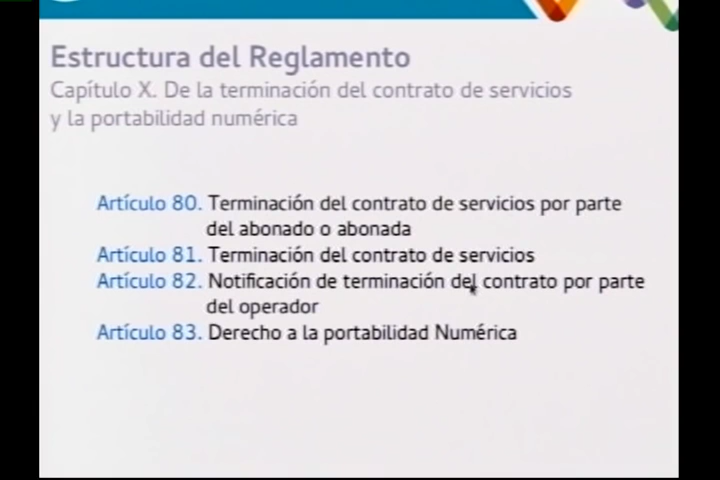 Estructura del Reglamento
Capítulo X. De la terminación del contrato de servicios
y la portabilidad numérica
Artículo 80. Terminación del contrato de servicios por parte
del abonado o abonada
Artículo 81. Terminación del contrato de servicios
Artículo 82. Notificación de terminación del contrato por parte
del operador
Artículo 83. Derecho a la portabilidad Numérica